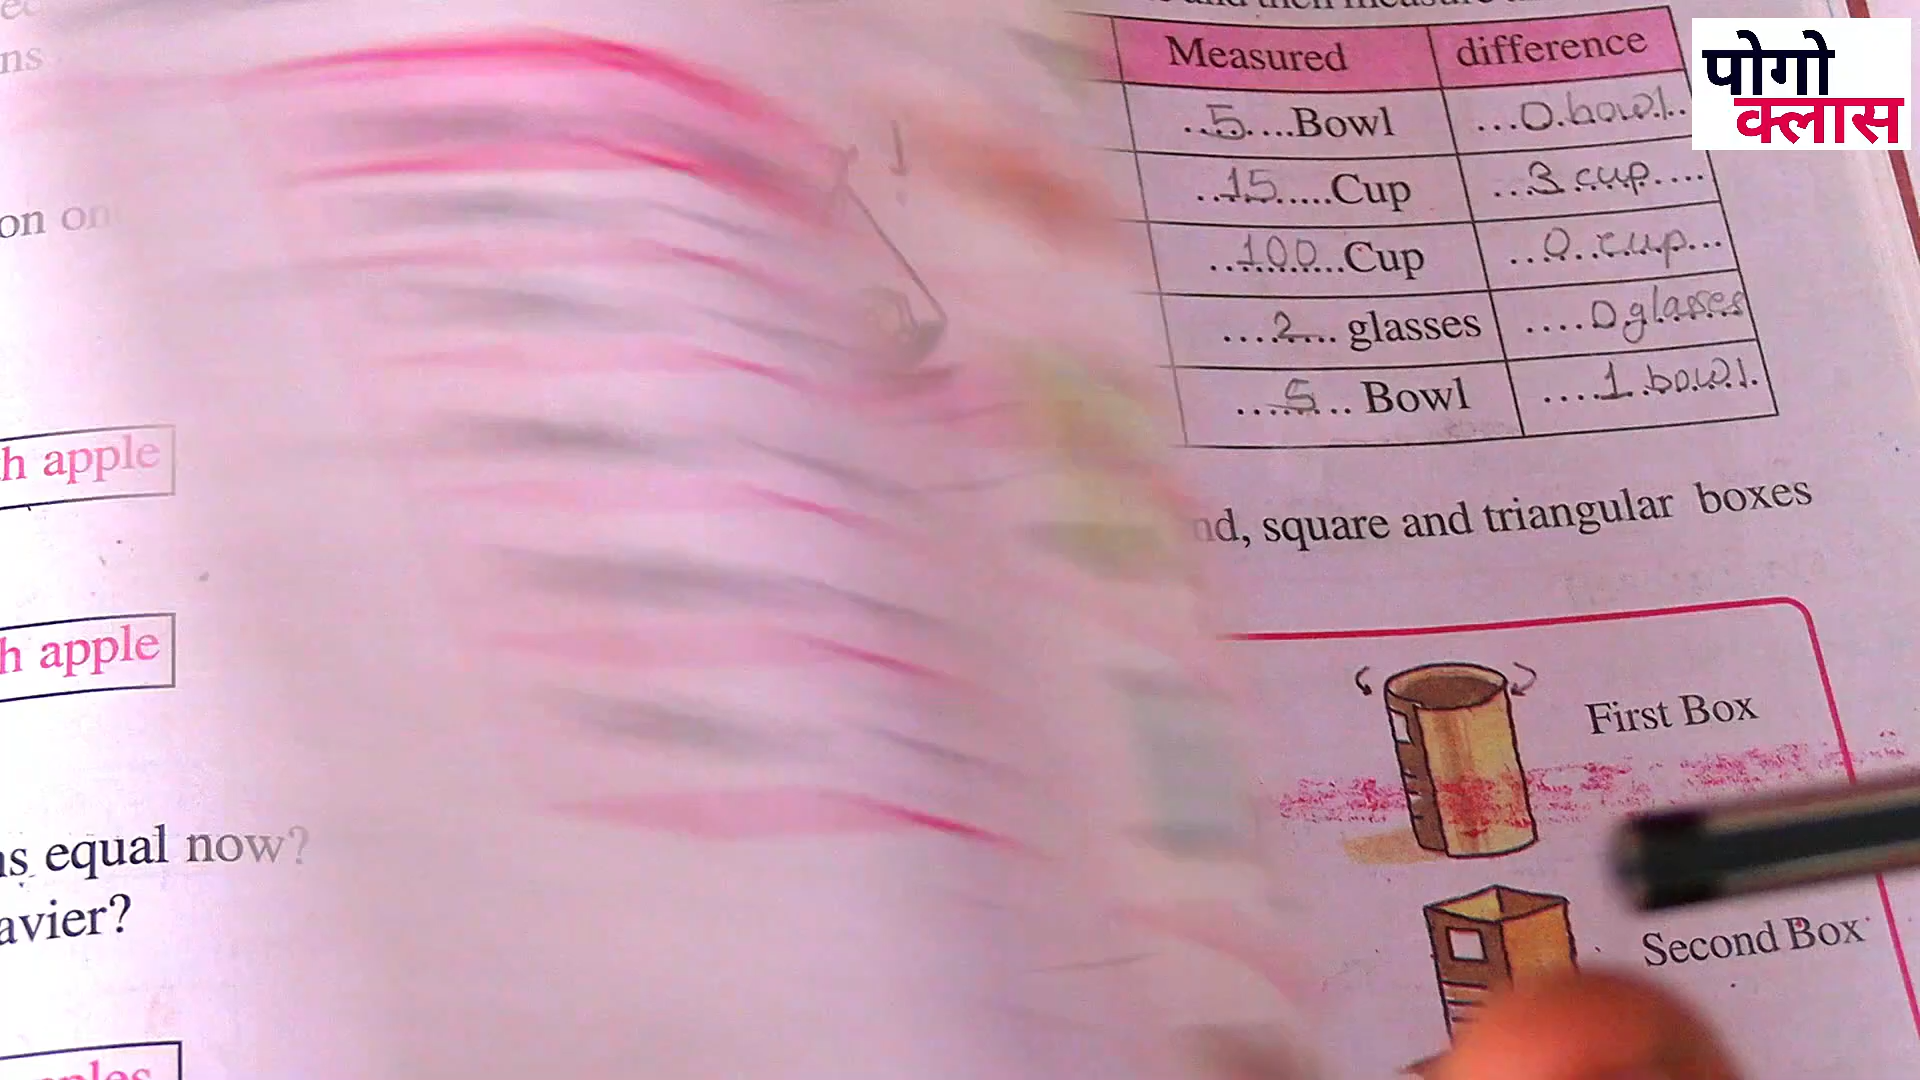 ns
on on
h apple
h apple
equal now?
avier?
Measured difference
..5....Bowl ...0.bowl..
..15.....Cup ...3.cup....
..100...Cup ...0..cup...
....2.... glasses ....0 glasses
....5... Bowl ....1.bowl.
square and triangular boxes
First Box
Second Box
पोगो
क्लास